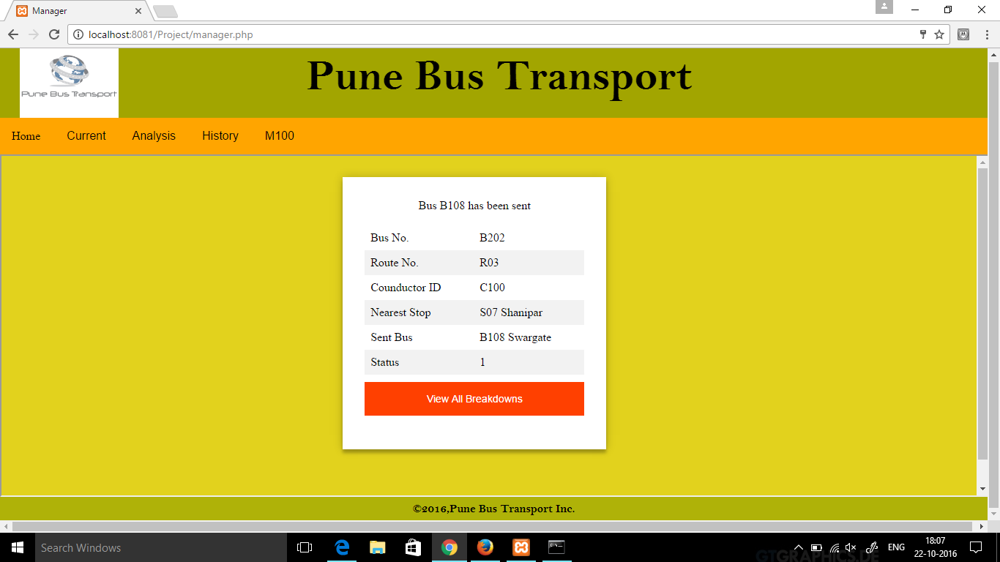 Manager
localhost:8081/Project/manager.php
Pune Bus Transport
Pune Bus Transport
Home Current Analysis History M100
Bus B108 has been sent
Bus No. B202
Route No. R03
Counductor ID C100
Nearest Stop S07 Shanipar
Sent Bus B108 Swargate
Status 1
View All Breakdowns
©2016,Pune Bus Transport Inc.
Search Windows
ENG
18:07
22-10-2016
GTGRAPHICS.DE